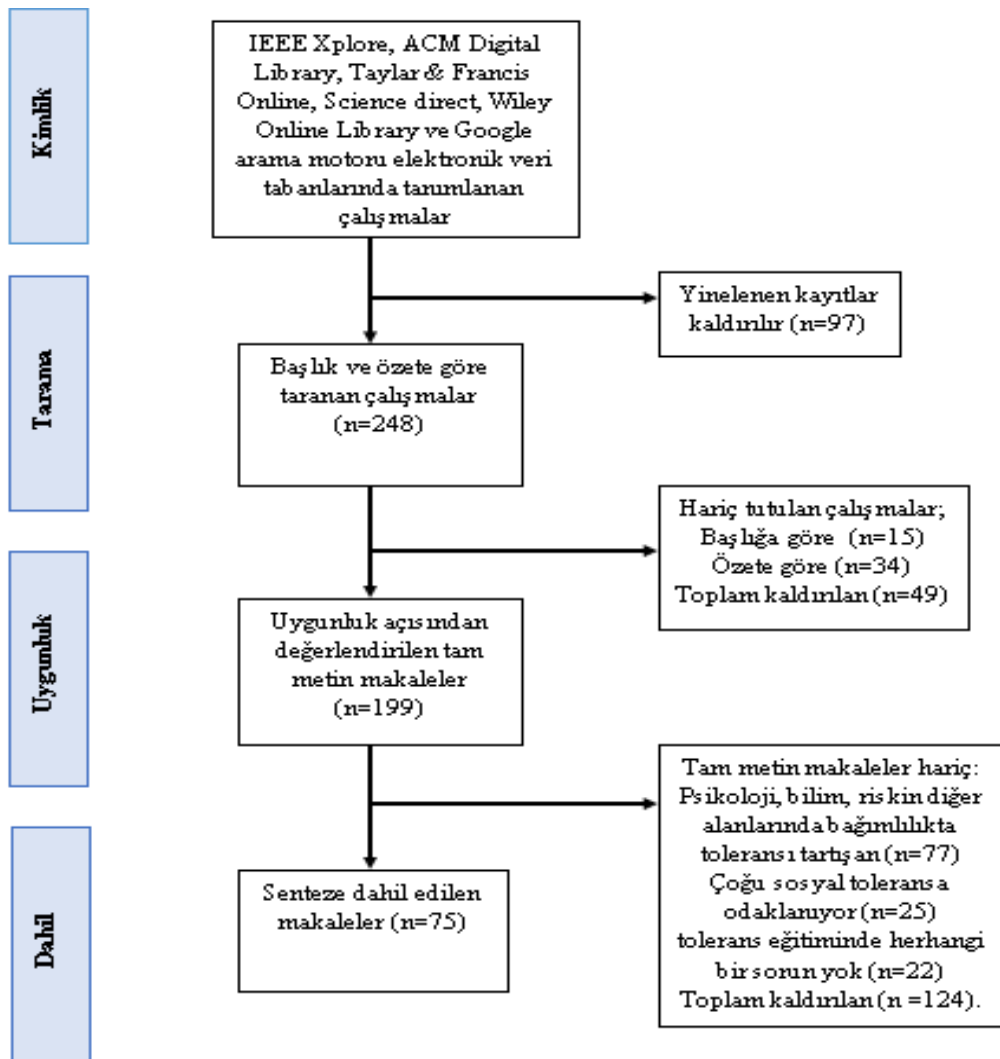 Kimlik
IEEE Xplore, ACM Digital
Library, Taylar & Francis
Online, Science direct, Wiley
Online Library ve Google
arama motoru elektronik veri
tabanlarında tanımlanan
çalışmalar
Tarama
Yinelenen kayıtlar
kaldırılır (n=97)
Başlık ve özete göre
taranan çalışmalar
(n=248)
Hariç tutulan çalışmalar;
Başlığa göre (n=15)
Özete göre (n=34)
Toplam kaldırılan (n=49)
Uygunluk
Uygunluk açısından
değerlendirilen tam
metin makaleler
(n=199)
Tam metin makaleler hariç:
Psikoloji, bilim, riskin diğer
alanlarında bağımlılıkta
toleransı tartışan (n=77)
Çoğu sosyal toleransa
odaklanıyor (n=25)
tolerans eğitiminde herhangi
bir sorun yok (n=22)
Toplam kaldırılan (n =124).
Dahil
Senteze dahil edilen
makaleler (n=75)